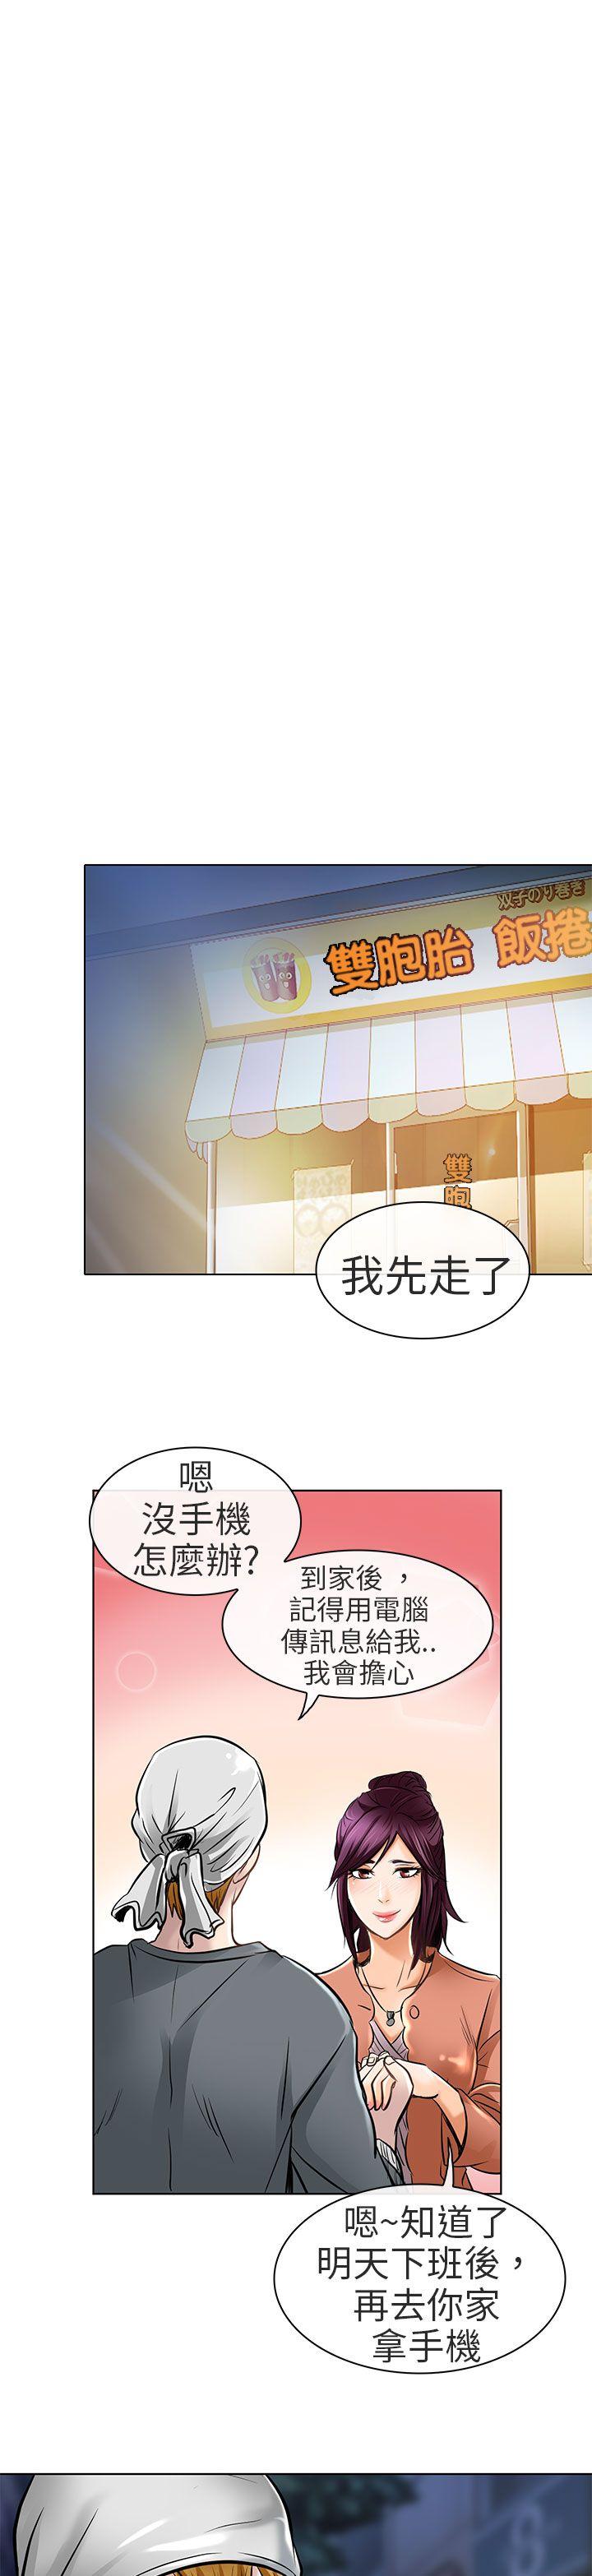 双子のり巻き
雙胞胎 飯捲
雙
胞
我先走了
嗯
沒手機
怎麼辦?
到家後，
記得用電腦
傳訊息給我..
我會擔心
嗯~知道了
明天下班後，
再去你家
拿手機